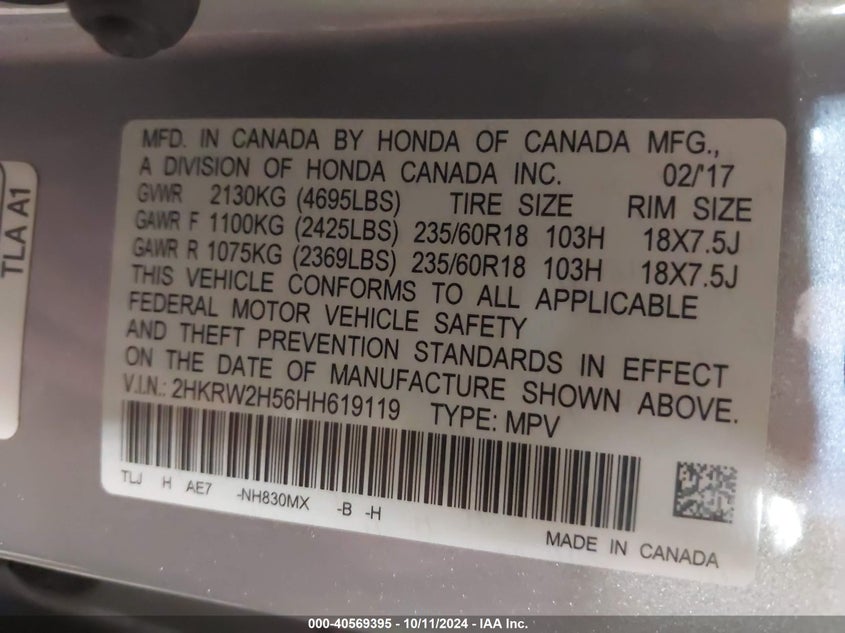 TLA A1
MFD. IN CANADA BY HONDA OF CANADA MFG.,
A DIVISION OF HONDA CANADA INC. 02/'17
GVWR 2130KG (4695LBS) TIRE SIZE RIM SIZE
GAWR F 1100KG (2425LBS) 235/60R18 103H 18X7.5J
GAWR R 1075KG (2369LBS) 235/60R18 103H 18X7.5J
THIS VEHICLE CONFORMS TO ALL APPLICABLE
FEDERAL MOTOR VEHICLE SAFETY
AND THEFT PREVENTION STANDARDS IN EFFECT
ON THE DATE OF MANUFACTURE SHOWN ABOVE.
V.I.N.: 2HKRW2H56HH619119 TYPE: MPV
TLJ H AE7 -NH830MX -B -H
MADE IN CANADA
000-40569395 - 10/11/2024 - IAA Inc.